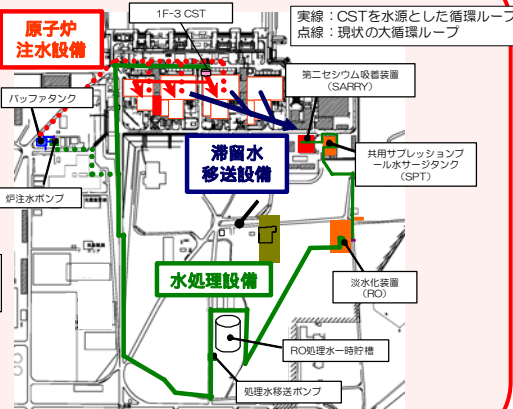 1F-3 CST
実線：CSTを水源とした循環ループ
点線：現状の大循環ループ
原子炉
注水設備
第二セシウム吸着装置
（SARRY）
バッファタンク
滞留水
移送設備
共用サプレッションプ
ール水サージタンク
（SPT）
炉注水ポンプ
水処理設備
淡水化装置
（RO）
RO処理水一時貯槽
処理水移送ポンプ